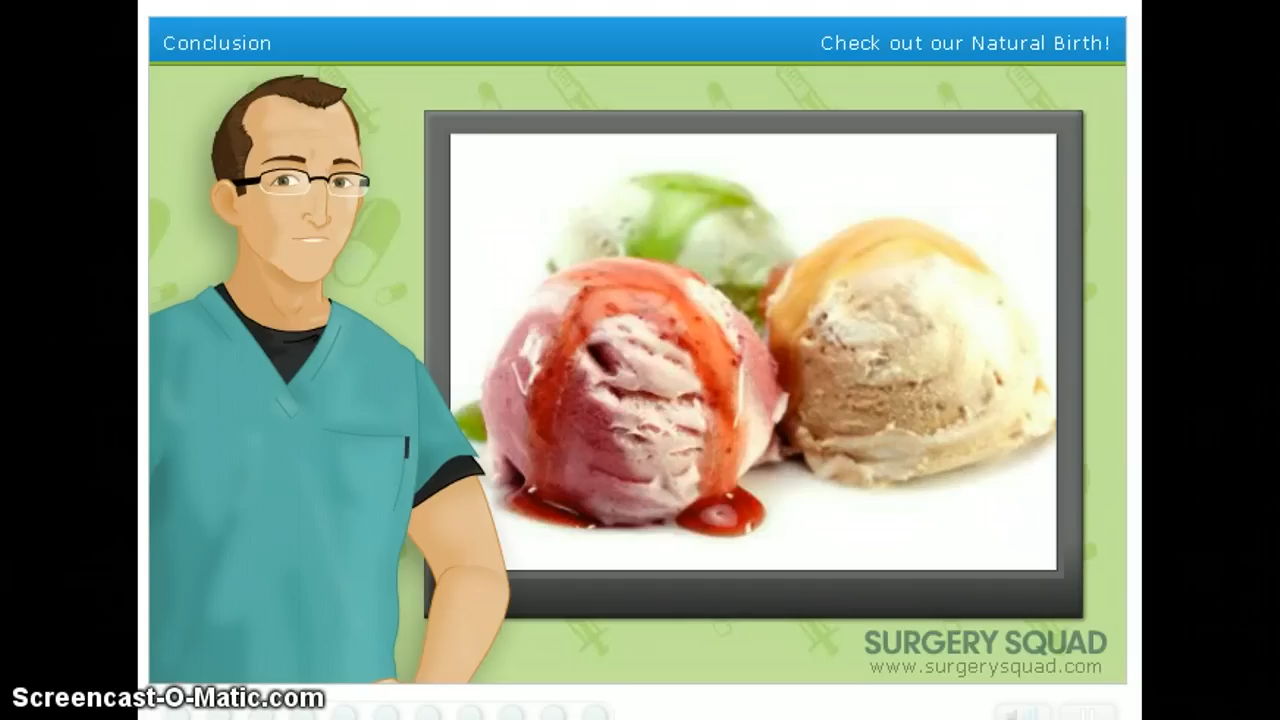 Conclusion
Check out our Natural Birth!
SURGERY SQUAD
www.surgerysquad.com
Screencast-O-Matic.com